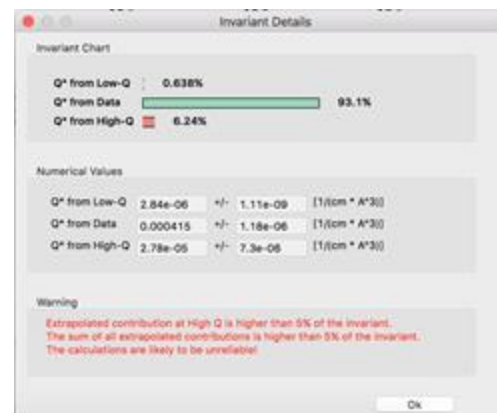 Invariant Details
Invariant Chart
Q* from Low-Q 0.638%
Q* from Data 93.1%
Q* from High-Q 6.24%
Numerical Values
Q* from Low-Q 2.84e-06 +/- 1.11e-09 [1/(cm * A^3)]
Q* from Data 0.000415 +/- 1.18e-06 [1/(cm * A^3)]
Q* from High-Q 2.78e-05 +/- 7.3e-06 [1/(cm * A^3)]
Warning
Extrapolated contribution at High Q is higher than 5% of the invariant.
The sum of all extrapolated contributions is higher than 5% of the invariant.
The calculations are likely to be unreliable!
Ok